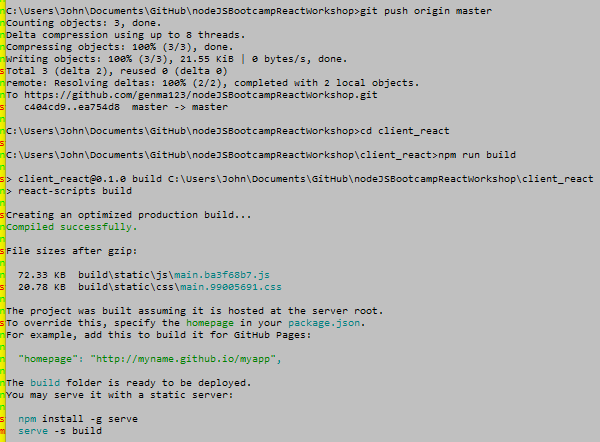 C:\Users\John\Documents\GitHub\nodeJSBootcampReactWorkshop>git push origin master
Counting objects: 3, done.
Delta compression using up to 8 threads.
Compressing objects: 100% (3/3), done.
Writing objects: 100% (3/3), 21.55 KiB | 0 bytes/s, done.
Total 3 (delta 2), reused 0 (delta 0)
remote: Resolving deltas: 100% (2/2), completed with 2 local objects.
To https://github.com/genma123/nodeJSBootcampReactWorkshop.git
   c404cd9..ea754d8  master -> master
C:\Users\John\Documents\GitHub\nodeJSBootcampReactWorkshop>cd client_react
C:\Users\John\Documents\GitHub\nodeJSBootcampReactWorkshop\client_react>npm run build
> client_react@0.1.0 build C:\Users\John\Documents\GitHub\nodeJSBootcampReactWorkshop\client_react
> react-scripts build
Creating an optimized production build...
Compiled successfully.
File sizes after gzip:
  72.33 KB  build\static\js\main.ba3f68b7.js
  20.78 KB  build\static\css\main.99005691.css
The project was built assuming it is hosted at the server root.
To override this, specify the homepage in your package.json.
For example, add this to build it for GitHub Pages:
  "homepage": "http://myname.github.io/myapp",
The build folder is ready to be deployed.
You may serve it with a static server:
  npm install -g serve
  serve -s build